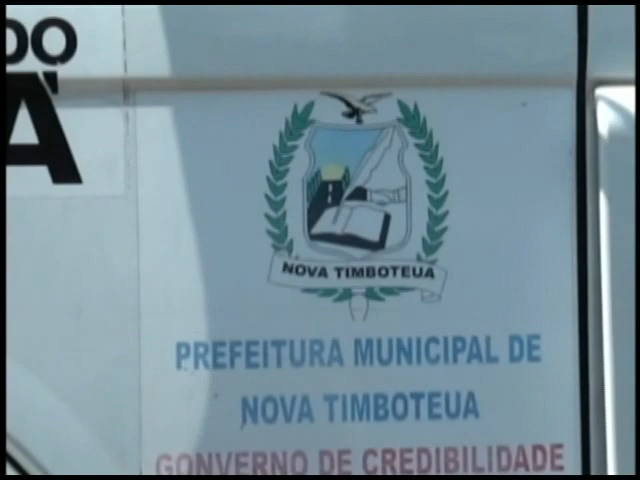 DO
Á
NOVA TIMBOTEUA
PREFEITURA MUNICIPAL DE
NOVA TIMBOTEUA
GONVERNO DE CREDIBILIDADE